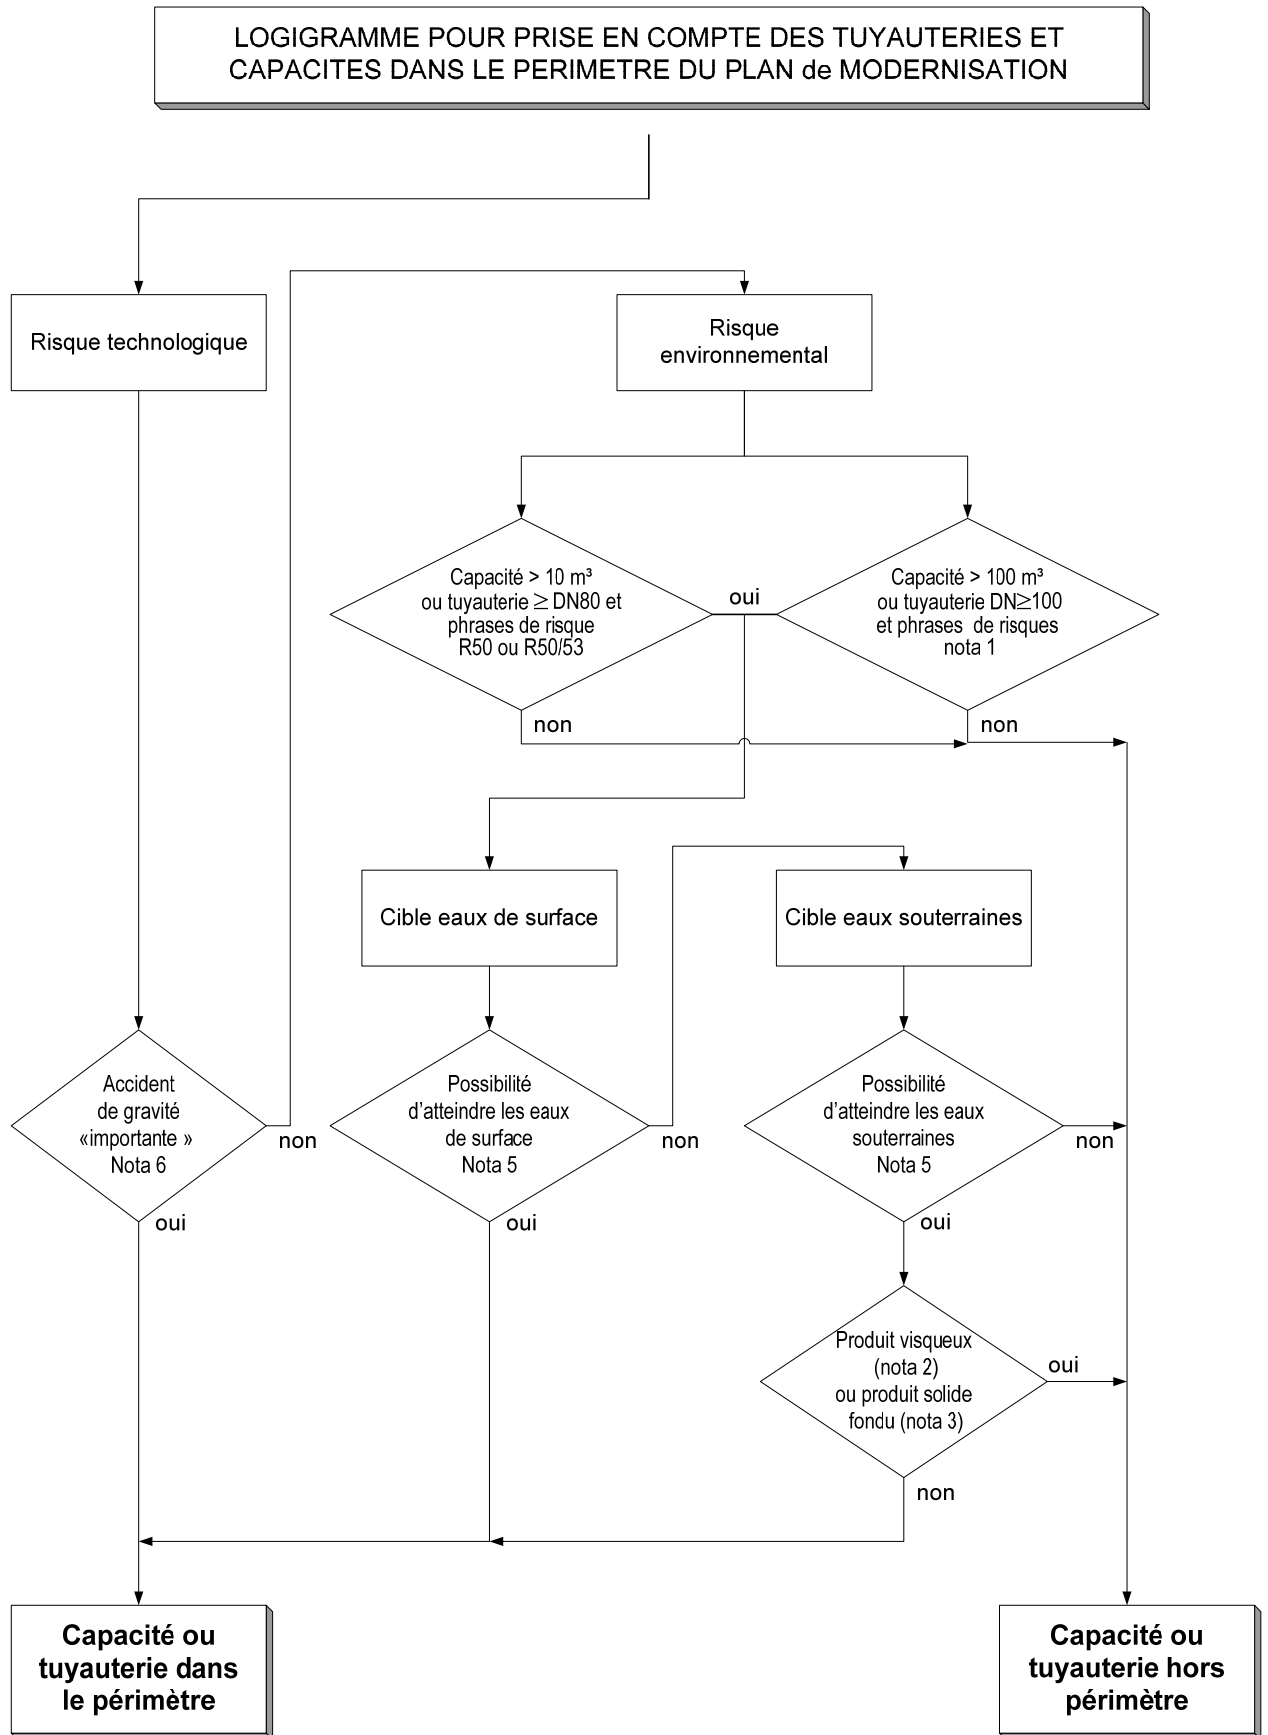 LOGIGRAMME POUR PRISE EN COMPTE DES TUYAUTERIES ET
CAPACITES DANS LE PERIMETRE DU PLAN de MODERNISATION
Risque technologique
Risque
environnemental
Capacité > 10 m³
ou tuyauterie ≥ DN80 et
phrases de risque
R50 ou R50/53
oui
Capacité > 100 m³
ou tuyauterie DN≥100
et phrases de risques
nota 1
non
non
Cible eaux de surface
Cible eaux souterraines
Accident
de gravité
«importante »
Nota 6
non
oui
Possibilité
d'atteindre les eaux
de surface
Nota 5
non
oui
Possibilité
d'atteindre les eaux
souterraines
Nota 5
non
oui
Produit visqueux
(nota 2)
ou produit solide
fondu (nota 3)
oui
non
Capacité ou
tuyauterie dans
le périmètre
Capacité ou
tuyauterie hors
périmètre